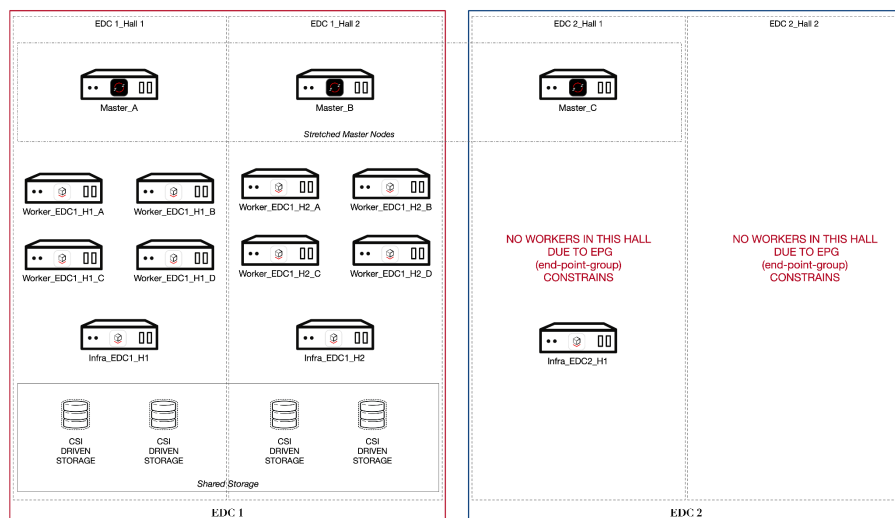 EDC 1_Hall 1
EDC 1_Hall 2
EDC 2_Hall 1
EDC 2_Hall 2
Master_A
Master_B
Master_C
Stretched Master Nodes
Worker_EDC1_H1_A
Worker_EDC1_H1_B
Worker_EDC1_H2_A
Worker_EDC1_H2_B
Worker_EDC1_H1_C
Worker_EDC1_H1_D
Worker_EDC1_H2_C
Worker_EDC1_H2_D
NO WORKERS IN THIS HALL
DUE TO EPG
(end-point-group)
CONSTRAINS
NO WORKERS IN THIS HALL
DUE TO EPG
(end-point-group)
CONSTRAINS
Infra_EDC1_H1
Infra_EDC1_H2
Infra_EDC2_H1
CSI
DRIVEN
STORAGE
CSI
DRIVEN
STORAGE
CSI
DRIVEN
STORAGE
CSI
DRIVEN
STORAGE
Shared Storage
EDC 1
EDC 2